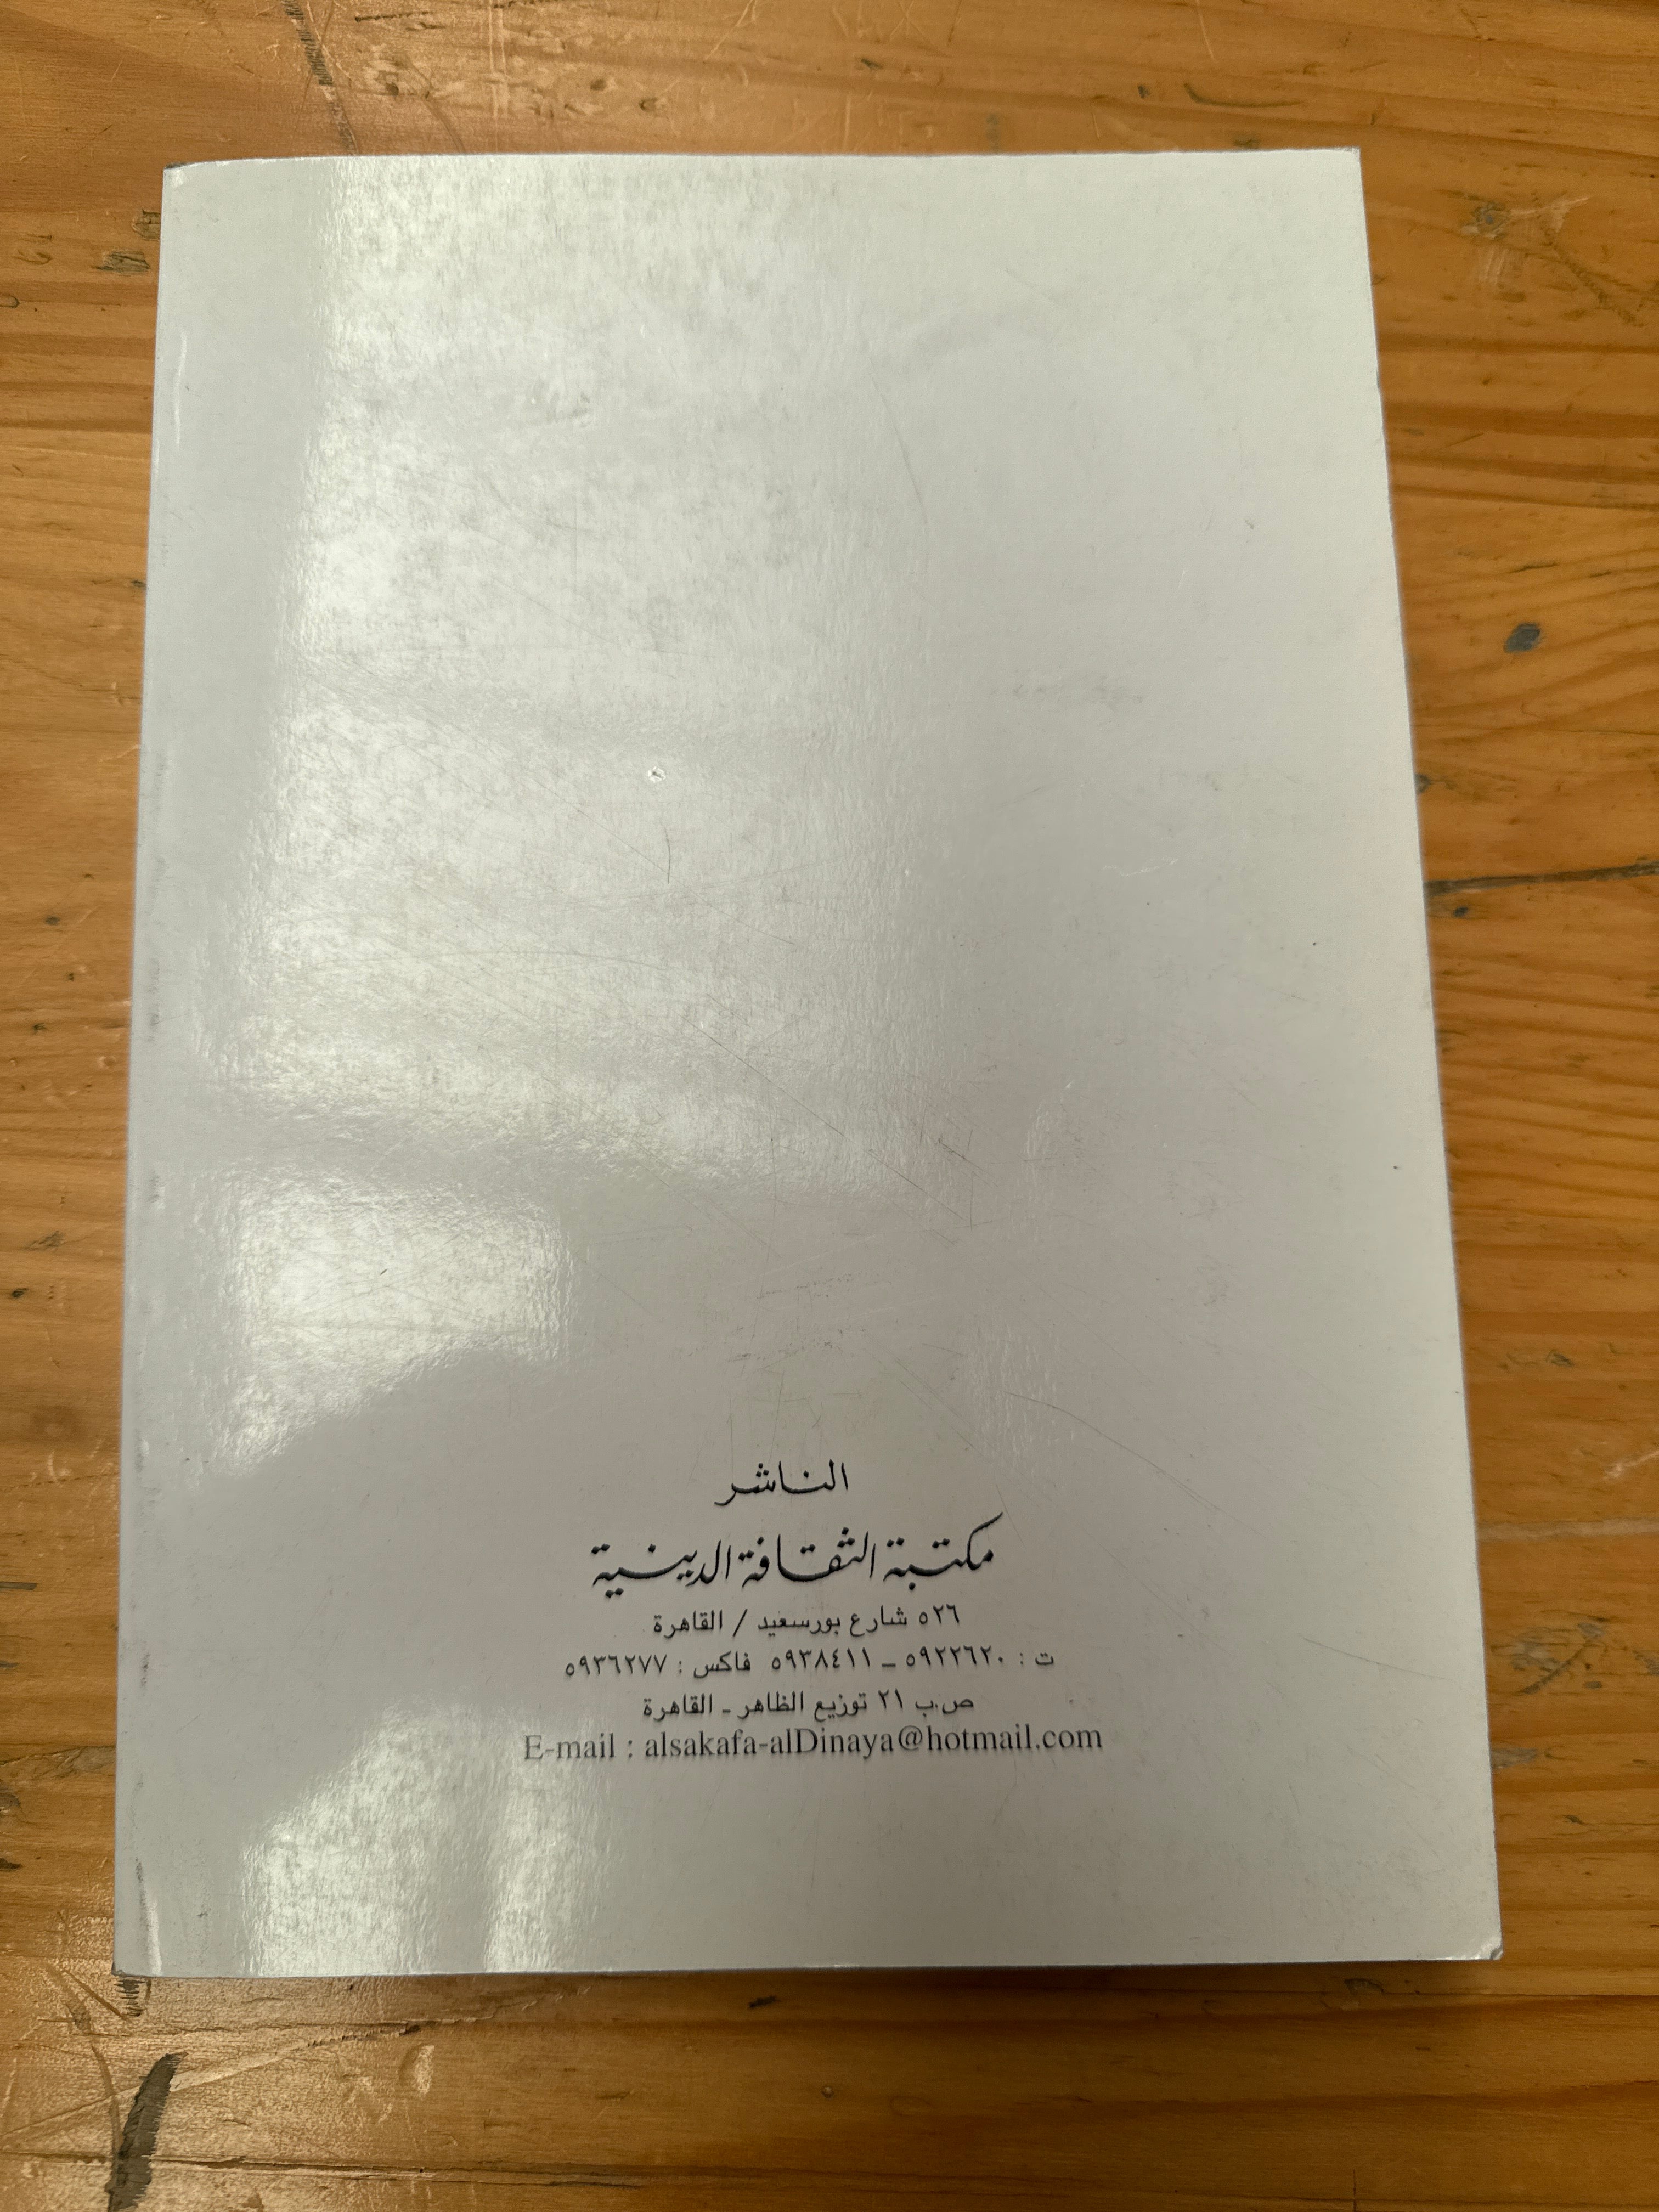 الناشر
مكتبة الثقافة الدينية
٥٢٦ شارع بورسعيد / القاهرة
ت : ٥٩٢٢٦٢٠ ــ ٥٩٣٨٤١١ فاكس : ٥٩٣٦٢٧٧
ص.ب ٢١ توزيع الظاهر ـ القاهرة
E-mail : alsakafa-alDinaya@hotmail.com